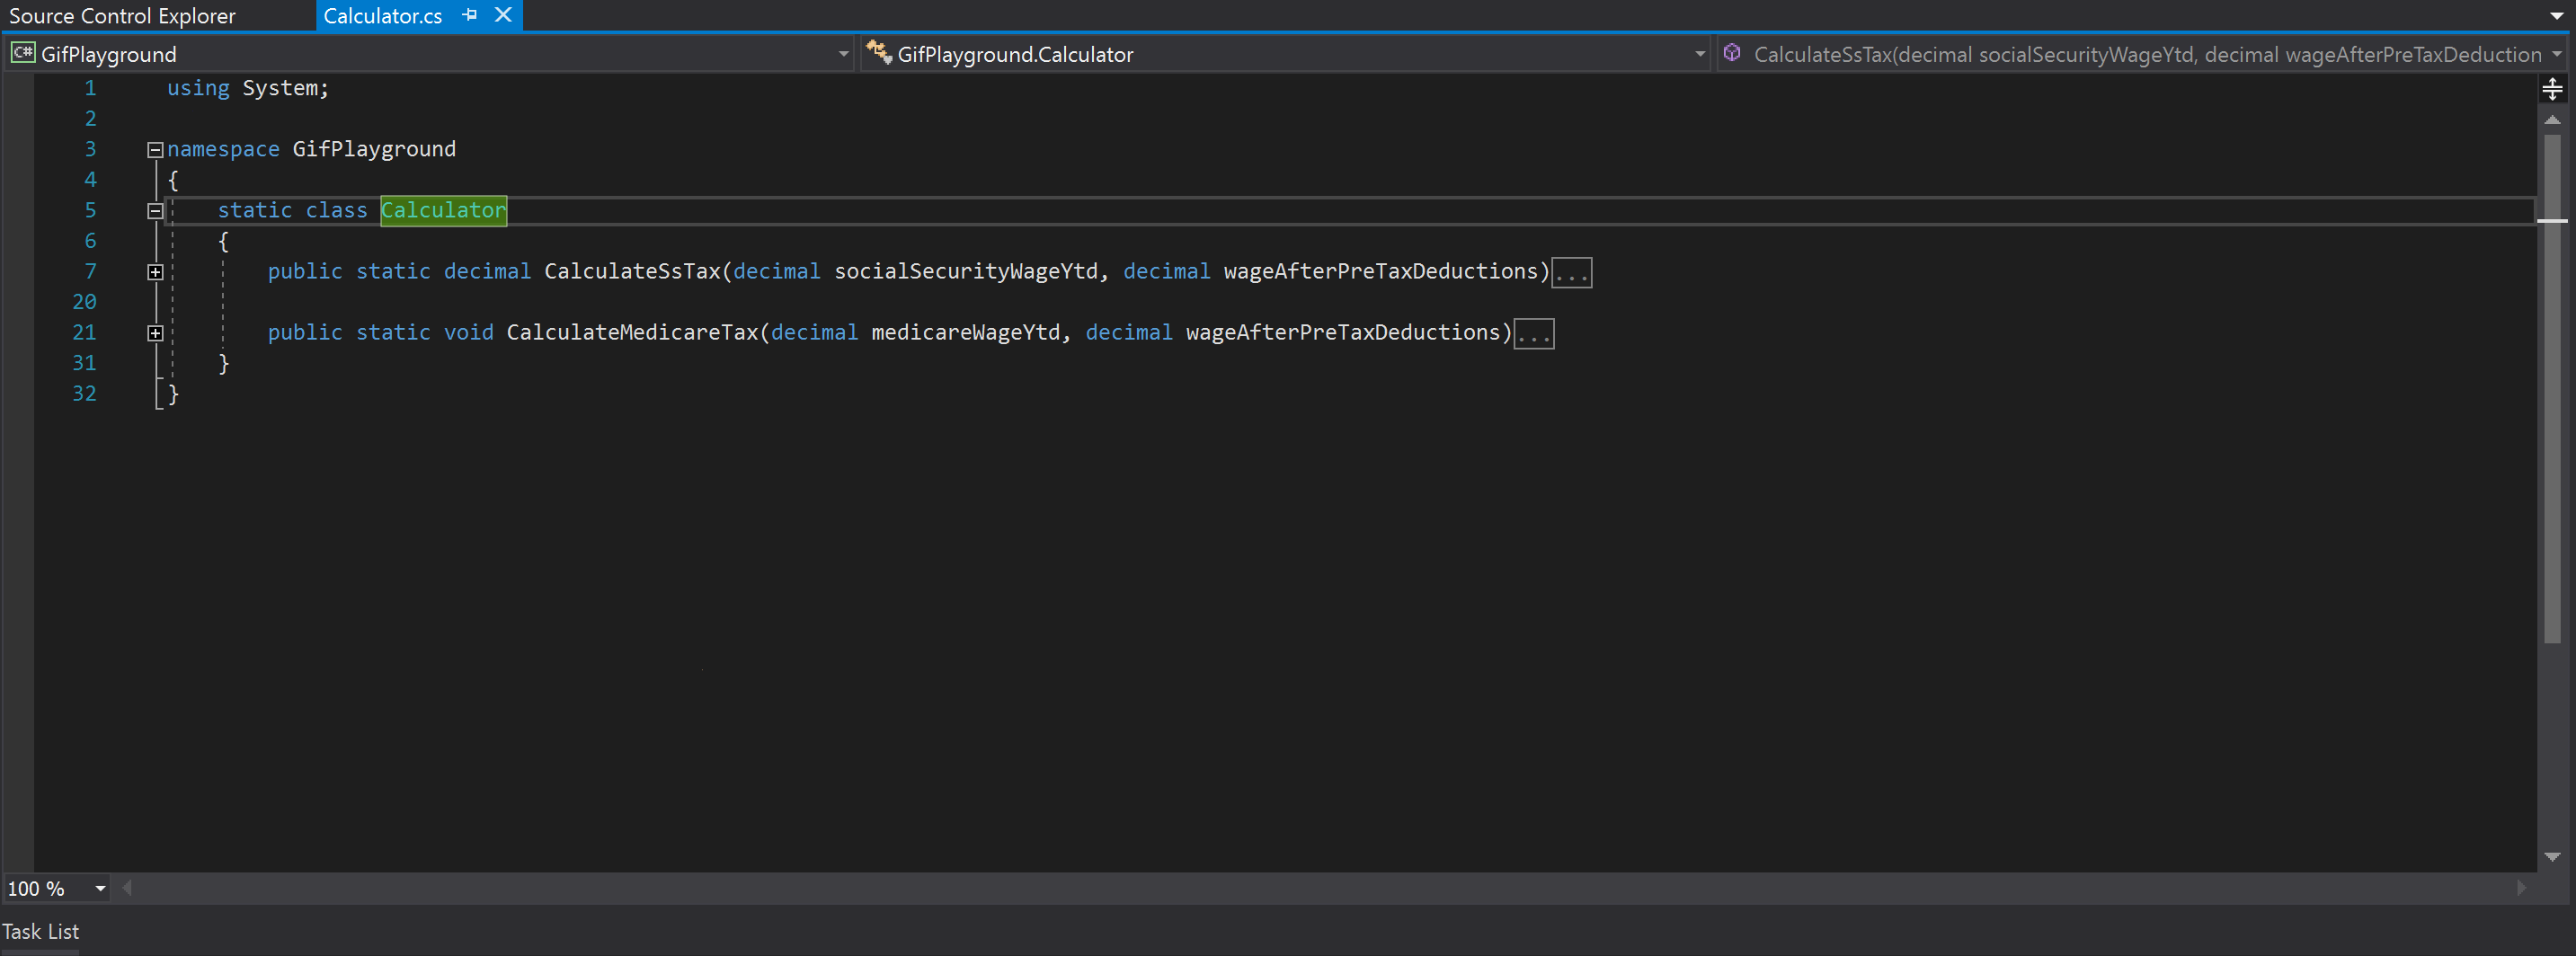 Source Control Explorer Calculator.cs
C# GifPlayground GifPlayground.Calculator CalculateSsTax(decimal socialSecurityWageYtd, decimal wageAfterPreTaxDeduction
1 using System;
2
3 namespace GifPlayground
4 {
5 static class Calculator
6 {
7 public static decimal CalculateSsTax(decimal socialSecurityWageYtd, decimal wageAfterPreTaxDeductions)...
20
21 public static void CalculateMedicareTax(decimal medicareWageYtd, decimal wageAfterPreTaxDeductions)...
31 }
32 }
100 %
Task List